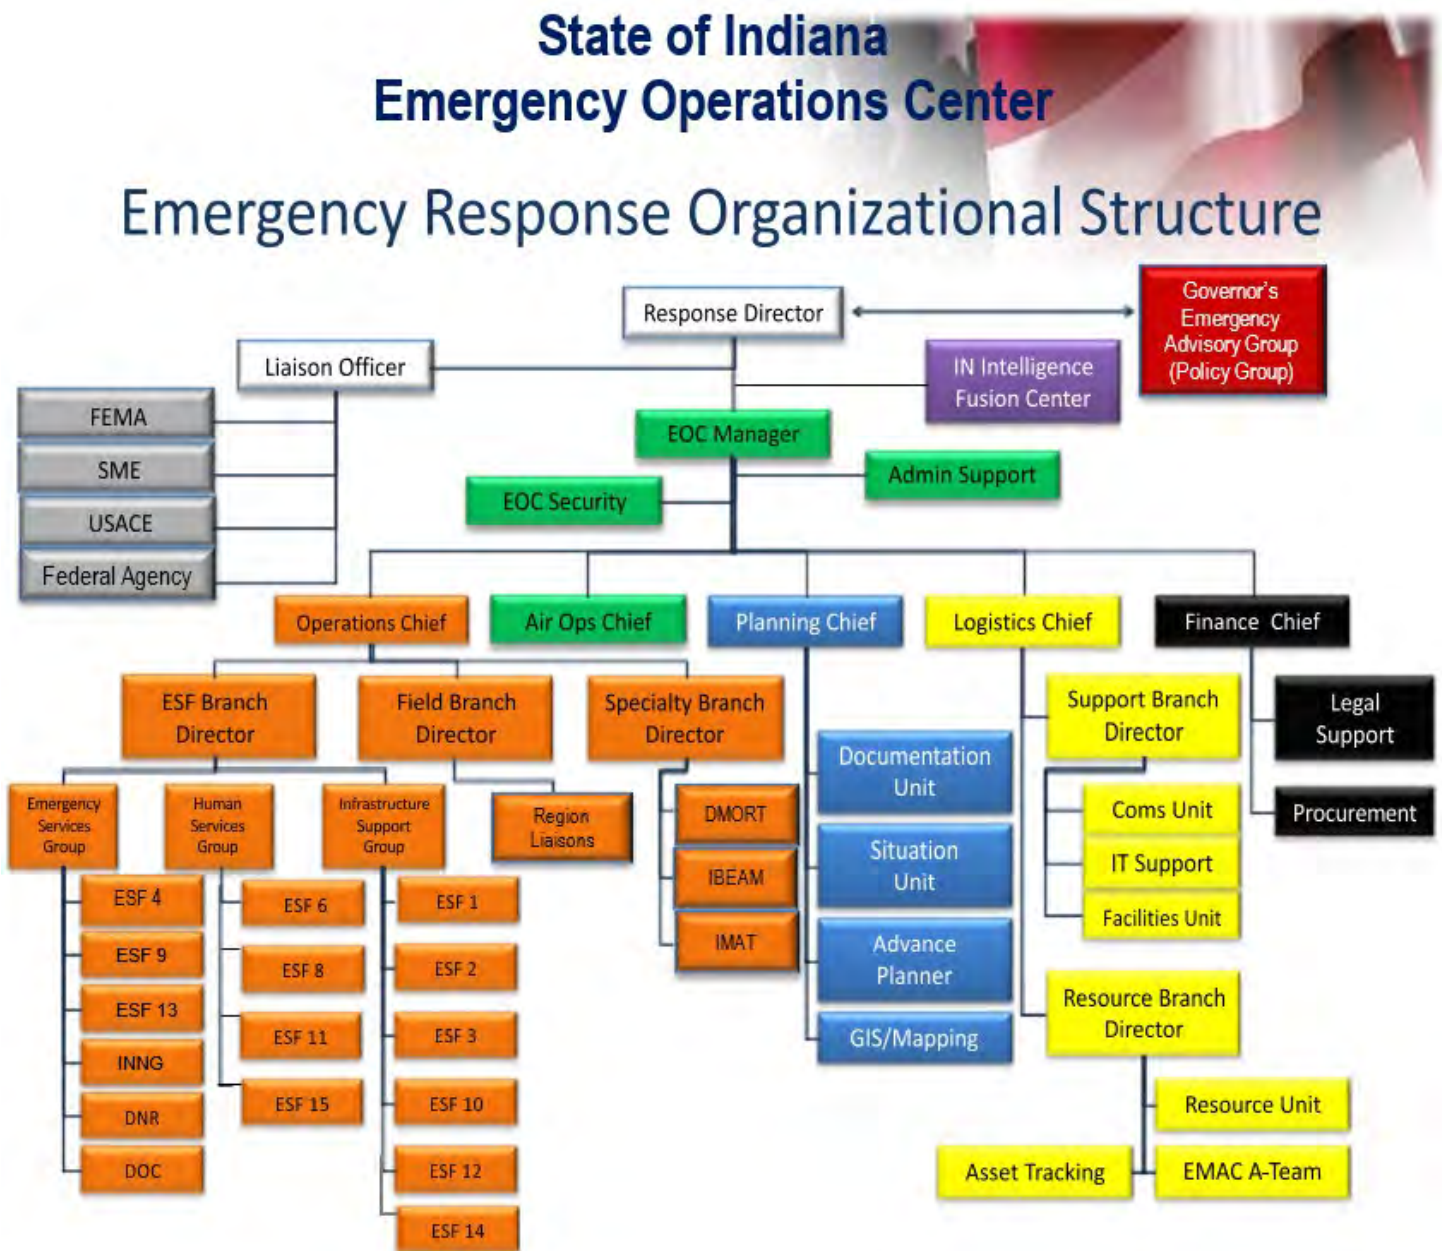 State of Indiana
Emergency Operations Center
Emergency Response Organizational Structure
Response Director
Governor's
Emergency
Advisory Group
(Policy Group)
Liaison Officer
IN Intelligence
Fusion Center
FEMA
SME
USACE
Federal Agency
EOC Manager
Admin Support
EOC Security
Operations Chief
Air Ops Chief
Planning Chief
Logistics Chief
Finance Chief
ESF Branch
Director
Field Branch
Director
Specialty Branch
Director
Emergency
Services
Group
Human
Services
Group
Infrastructure
Support
Group
Region
Liaisons
DMORT
IBEAM
IMAT
ESF 4
ESF 9
ESF 13
INNG
DNR
DOC
ESF 6
ESF 8
ESF 11
ESF 15
ESF 1
ESF 2
ESF 3
ESF 10
ESF 12
ESF 14
Documentation
Unit
Situation
Unit
Advance
Planner
GIS/Mapping
Support Branch
Director
Coms Unit
IT Support
Facilities Unit
Resource Branch
Director
Resource Unit
Asset Tracking
EMAC A-Team
Legal
Support
Procurement